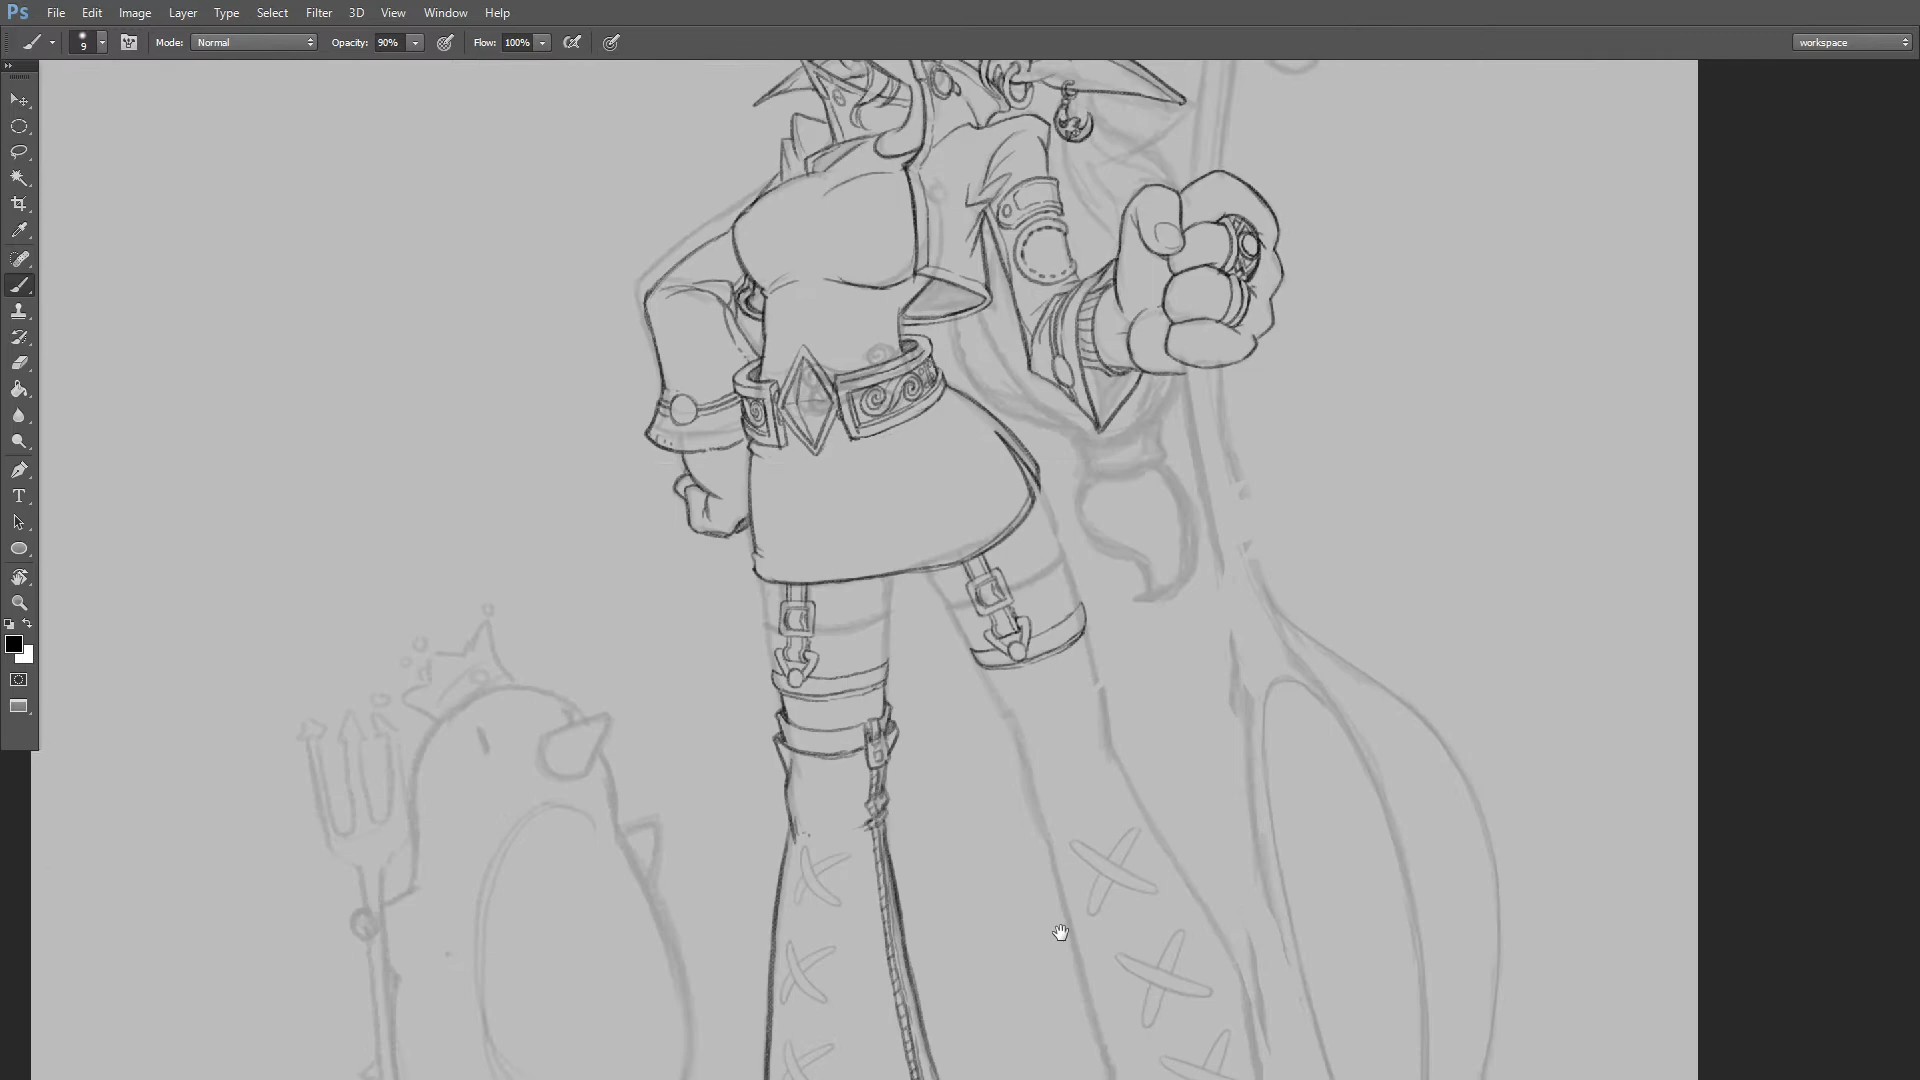 Ps File Edit Image Layer Type Select Filter 3D View Window Help
9 Mode: Normal Opacity: 90% Flow: 100% workspace
T